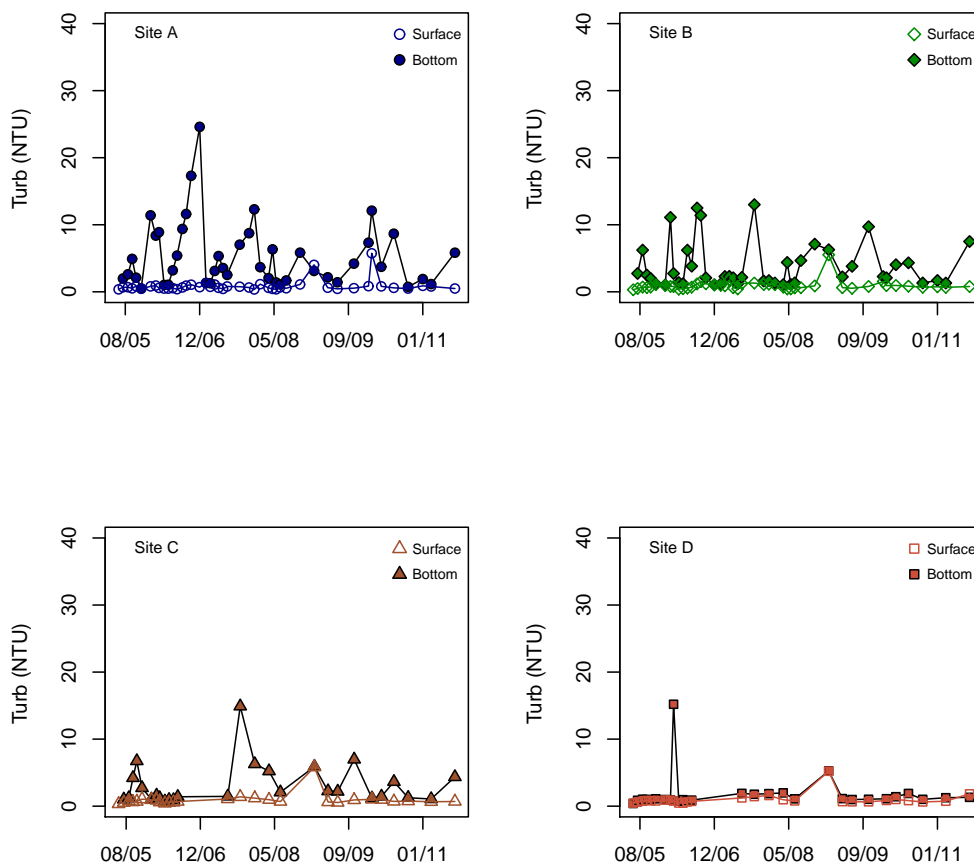 Site A
Surface
Bottom
Turb (NTU)
40
30
20
10
0
08/05 12/06 05/08 09/09 01/11
Site B
Surface
Bottom
Turb (NTU)
40
30
20
10
0
08/05 12/06 05/08 09/09 01/11
Site C
Surface
Bottom
Turb (NTU)
40
30
20
10
0
08/05 12/06 05/08 09/09 01/11
Site D
Surface
Bottom
Turb (NTU)
40
30
20
10
0
08/05 12/06 05/08 09/09 01/11